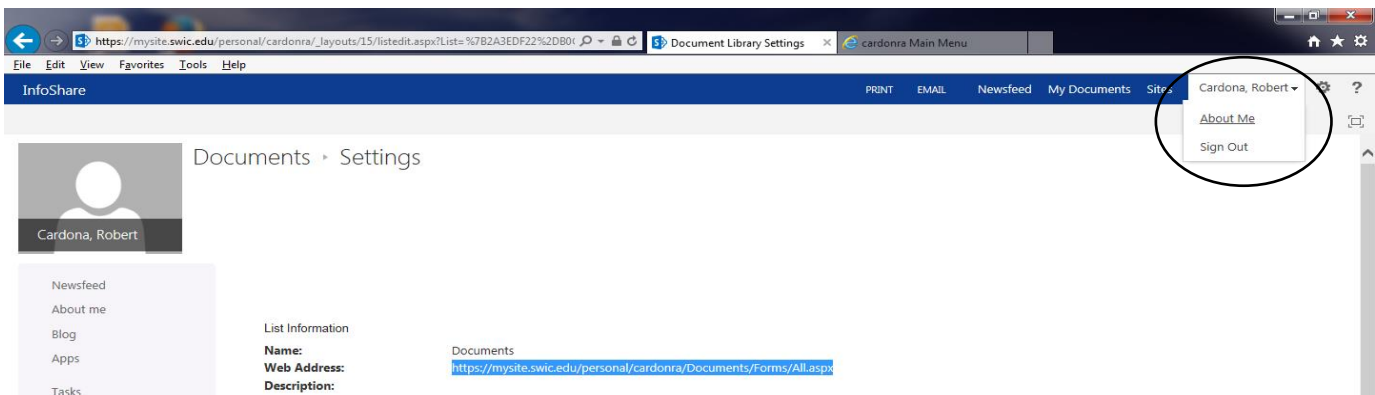 https://mysite.swic.edu/personal/cardonra/_layouts/15/listedit.aspx?List=%7B2A3EDF22%2DB0( Document Library Settings cardonra Main Menu
File Edit View Favorites Tools Help
InfoShare PRINT EMAIL Newsfeed My Documents Sites Cardona, Robert ?
About Me
Sign Out
Documents Settings
Cardona, Robert
Newsfeed
About me
Blog
Apps
Tasks
List Information
Name: Documents
Web Address: https://mysite.swic.edu/personal/cardonra/Documents/Forms/All.aspx
Description: